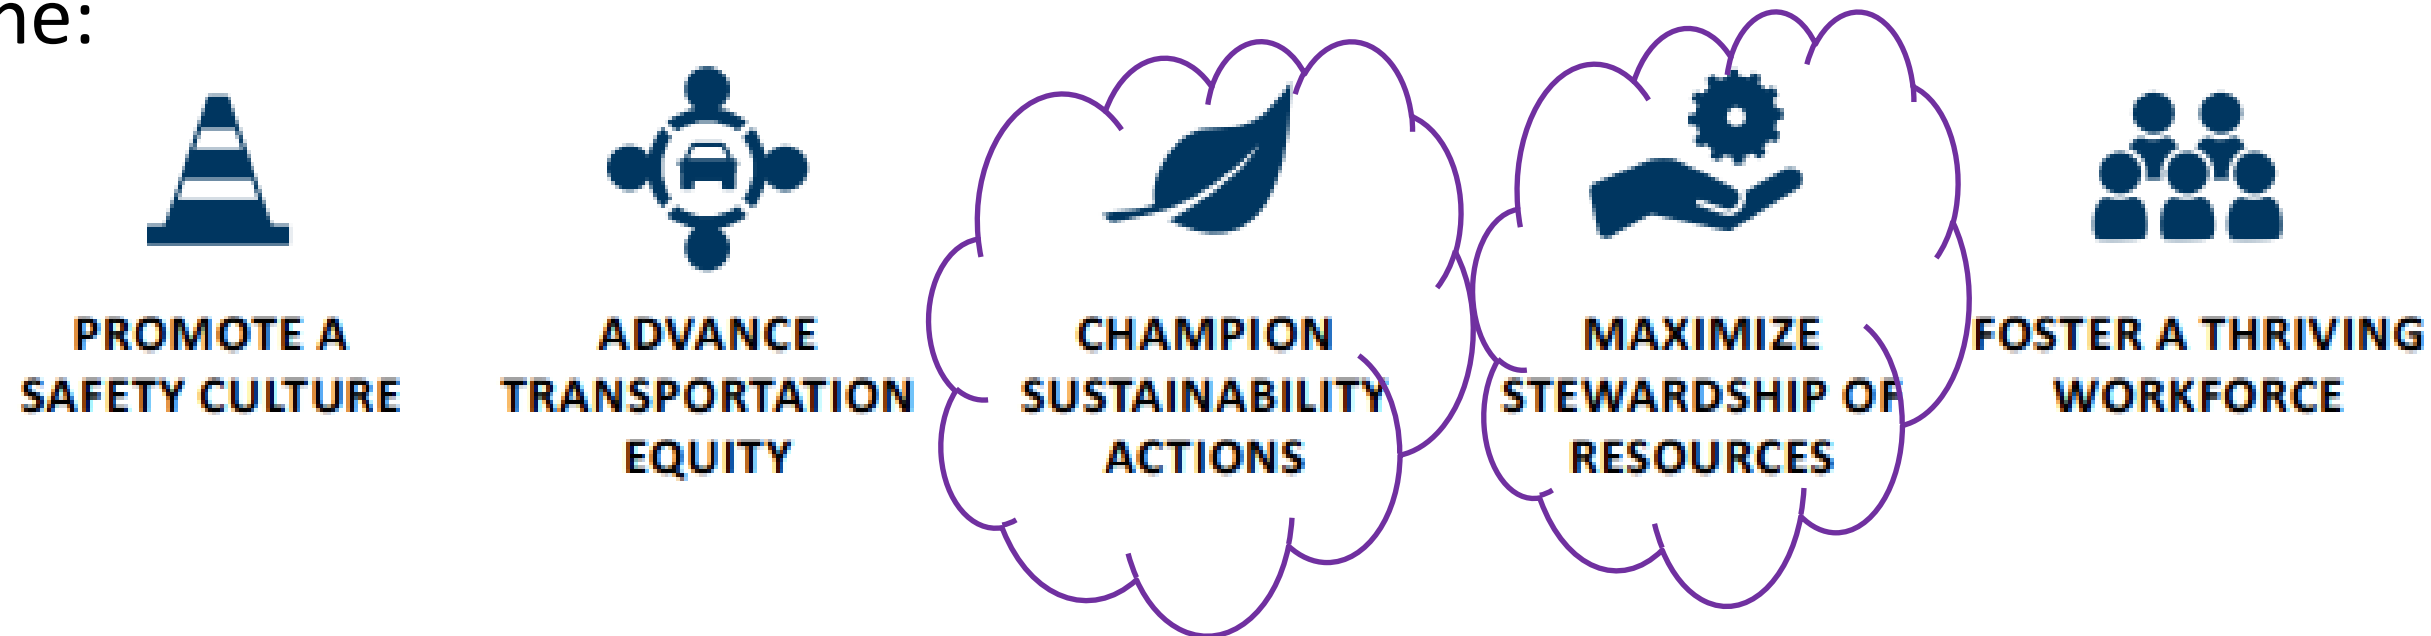 ne:
PROMOTE A
SAFETY CULTURE
ADVANCE
TRANSPORTATION
EQUITY
CHAMPION
SUSTAINABILITY
ACTIONS
MAXIMIZE
STEWARDSHIP OF
RESOURCES
FOSTER A THRIVING
WORKFORCE